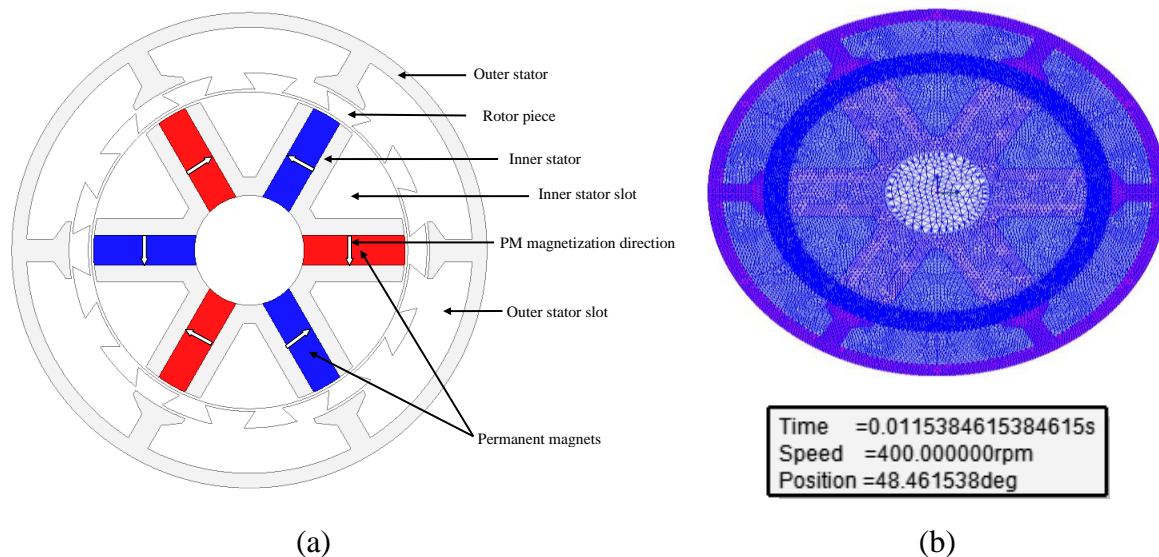 Outer stator
Rotor piece
Inner stator
Inner stator slot
PM magnetization direction
Outer stator slot
Permanent magnets
Time =0.0115384615384615s
Speed =400.000000rpm
Position =48.461538deg
(a)
(b)